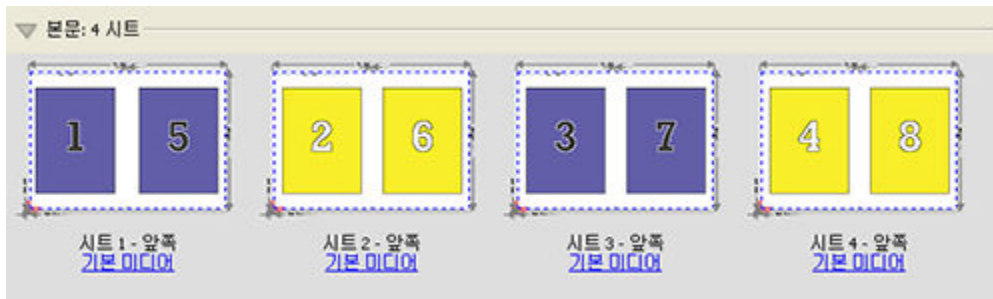 본문: 4 시트
1 5 2 6 3 7 4 8
시트 1 - 앞쪽 시트 2 - 앞쪽 시트 3 - 앞쪽 시트 4 - 앞쪽
기본 미디어 기본 미디어 기본 미디어 기본 미디어